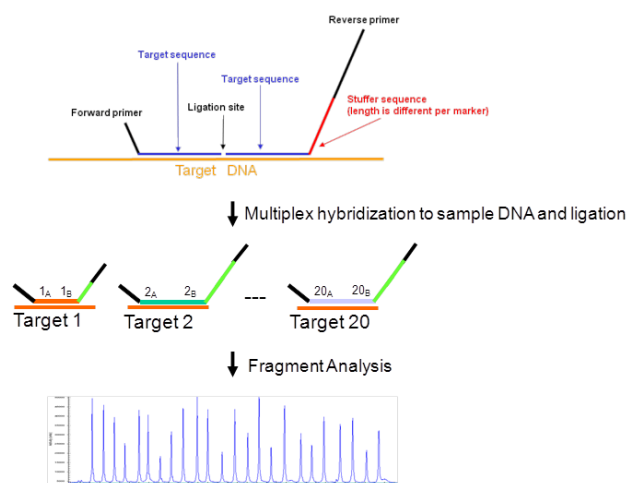 Reverse primer
Target sequence
Target sequence
Stuffer sequence
(length is different per marker)
Ligation site
Forward primer
Target DNA
Multiplex hybridization to sample DNA and ligation
1A 1B
2A 2B
---
20A 20B
Target 1
Target 2
Target 20
Fragment Analysis